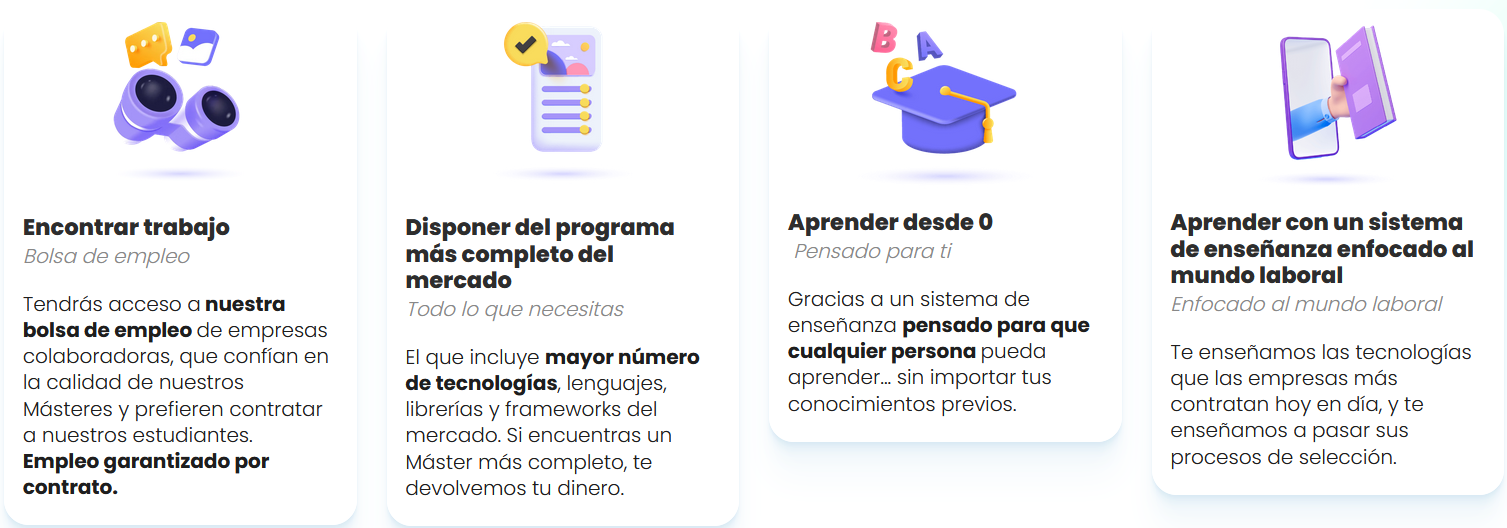 Encontrar trabajo
Bolsa de empleo
Tendrás acceso a nuestra
bolsa de empleo de empresas
colaboradoras, que confían en
la calidad de nuestros
Másteres y prefieren contratar
a nuestros estudiantes.
Empleo garantizado por
contrato.
Disponer del programa
más completo del
mercado
Todo lo que necesitas
El que incluye mayor número
de tecnologías, lenguajes,
librerías y frameworks del
mercado. Si encuentras un
Máster más completo, te
devolvemos tu dinero.
B
A
C
Aprender desde 0
Pensado para ti
Gracias a un sistema de
enseñanza pensado para que
cualquier persona pueda
aprender... sin importar tus
conocimientos previos.
Aprender con un sistema
de enseñanza enfocado al
mundo laboral
Enfocado al mundo laboral
Te enseñamos las tecnologías
que las empresas más
contratan hoy en día, y te
enseñamos a pasar sus
procesos de selección.